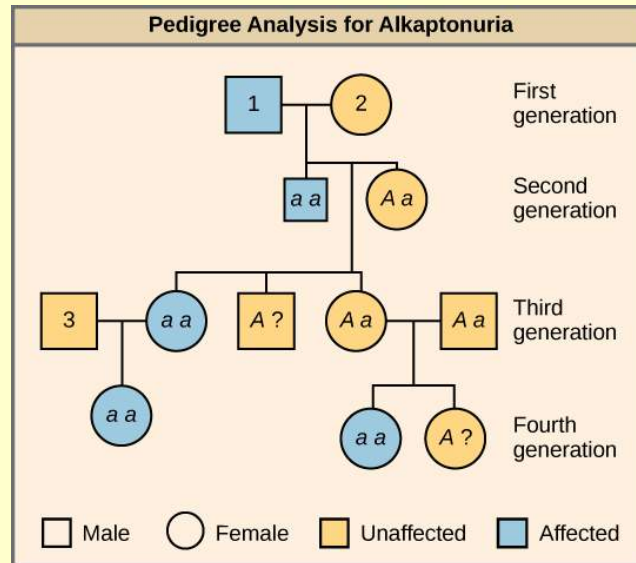 Pedigree Analysis for Alkaptonuria
1
2
First
generation
a a
A a
Second
generation
3
a a
A ?
A a
A a
Third
generation
a a
a a
A ?
Fourth
generation
Male
Female
Unaffected
Affected